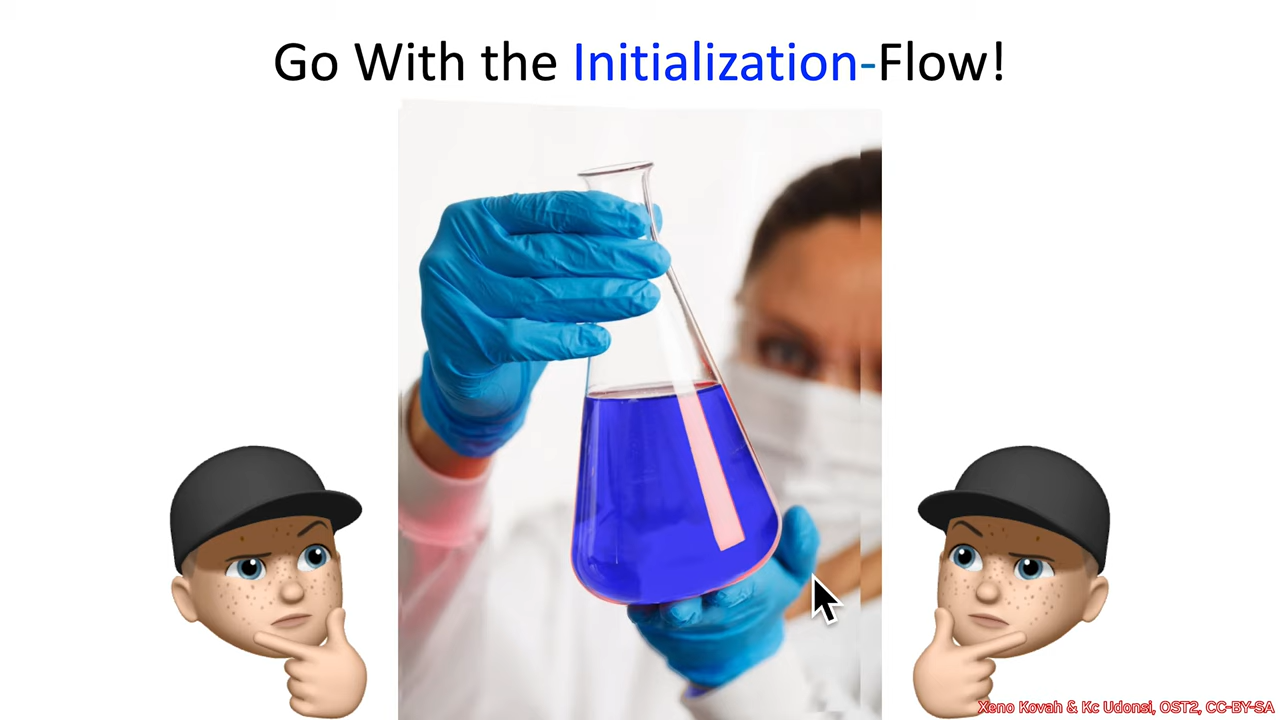 Go With the Initialization-Flow!
Xeno Kovah & Kc Udonsi, OST2, CC-BY-SA